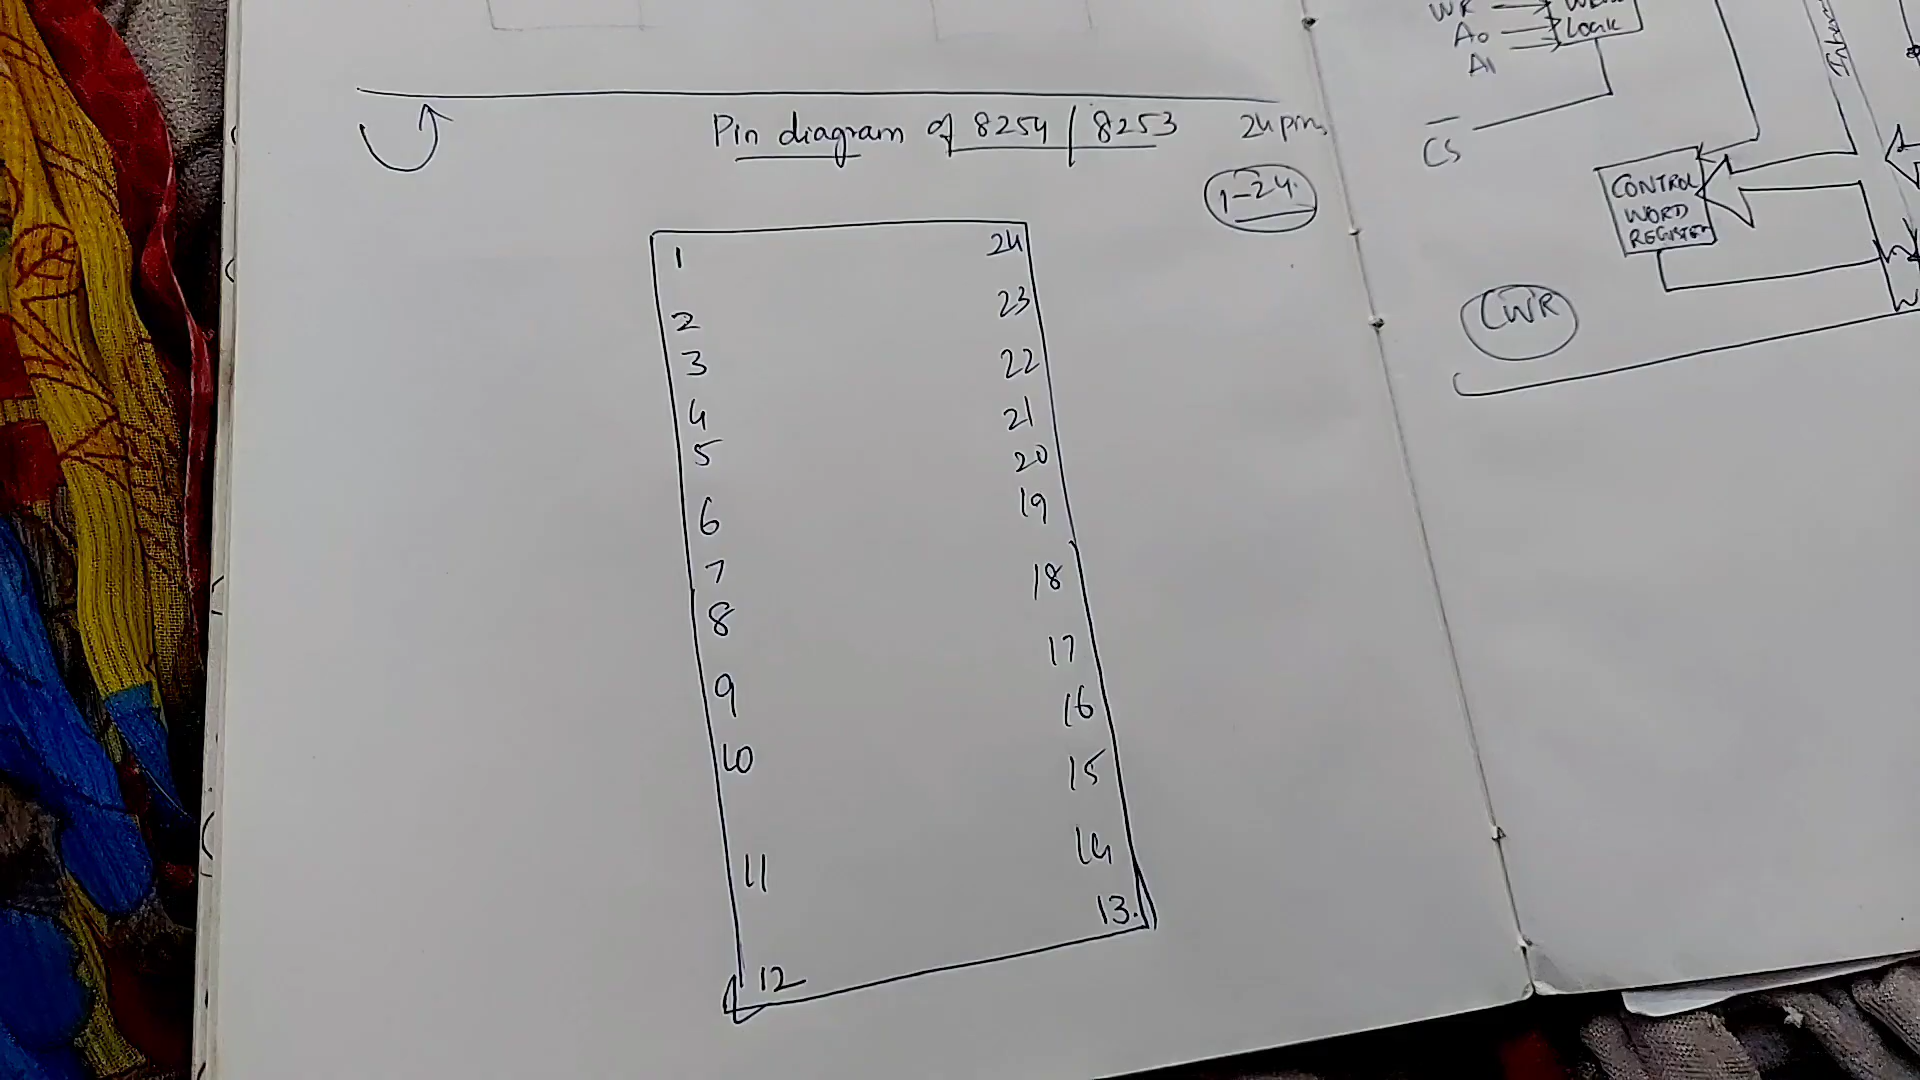 Pin diagram of 8254 / 8253 24 pins
1-24.
1 24
2 23
3 22
4 21
5 20
6 19
7 18
8 17
9 16
10 15
11 14
12 13.
WR
A0
A1
Logic
CS
CONTROL
WORD
REGISTER
CWR